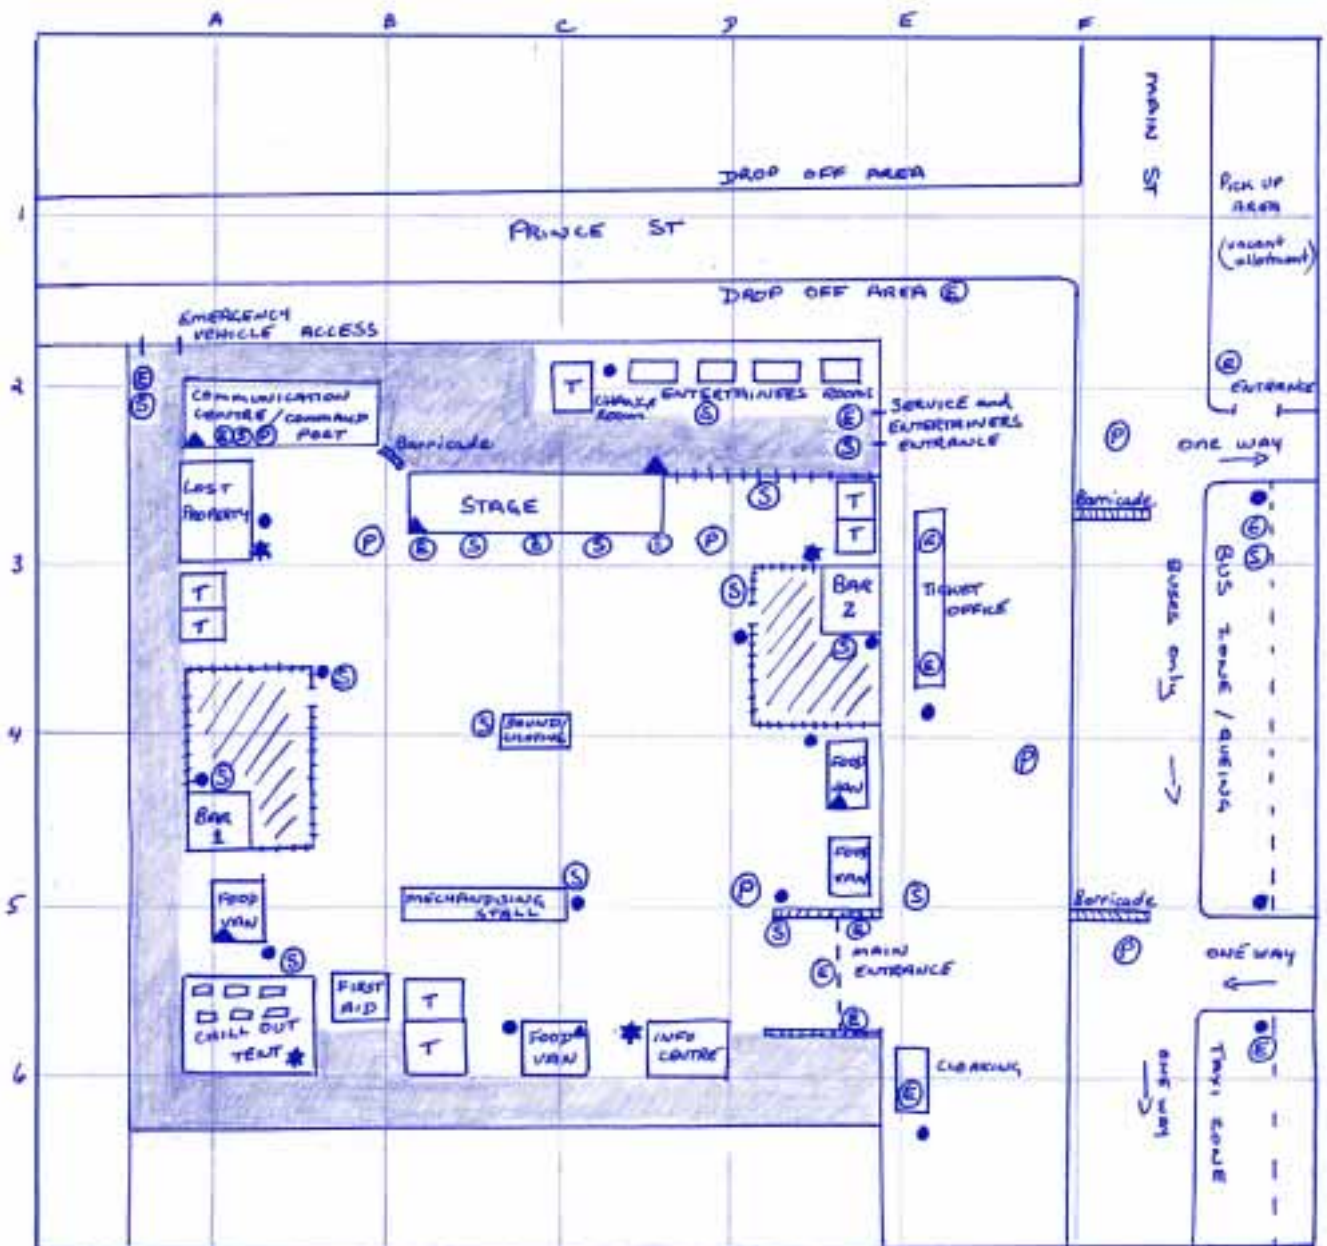 A B C D E F
MAIN ST
DROP OFF AREA
PICK UP
AREA
(vacant
allotment)
1
PRINCE ST
DROP OFF AREA E
EMERGENCY
VEHICLE ACCESS
E
S
2
COMMUNICATION
CENTRE / COMMAND
PORT
E S P
T
CHANGE
ROOM
ENTERTAINERS ROOMS
S
E
S
SERVICE and
ENTERTAINERS
ENTRANCE
E
ENTRANCE
P
ONE WAY
Barricade
LOST
PROPERTY
STAGE
S
T
T
Barricade
P
E S E S P
E
E
S
3
T
T
S
BAR
2
S
TICKET
OFFICE
E
BUSES only
BUS ZONE / QUEING
S
4
S
SOUND/
LIGHTING
S
BAR
1
FOOD
VAN
P
FOOD
VAN
5
FOOD
VAN
MECHANDISING
STALL
S
P
S
Barricade
S
S E
MAIN
ENTRANCE
E
E
P
ONE WAY
CHILL OUT
TENT
FIRST
AID
T
T
FOOD
VAN
INFO
CENTRE
6
CLOAKING
E
ONE WAY
E
TAXI ZONE